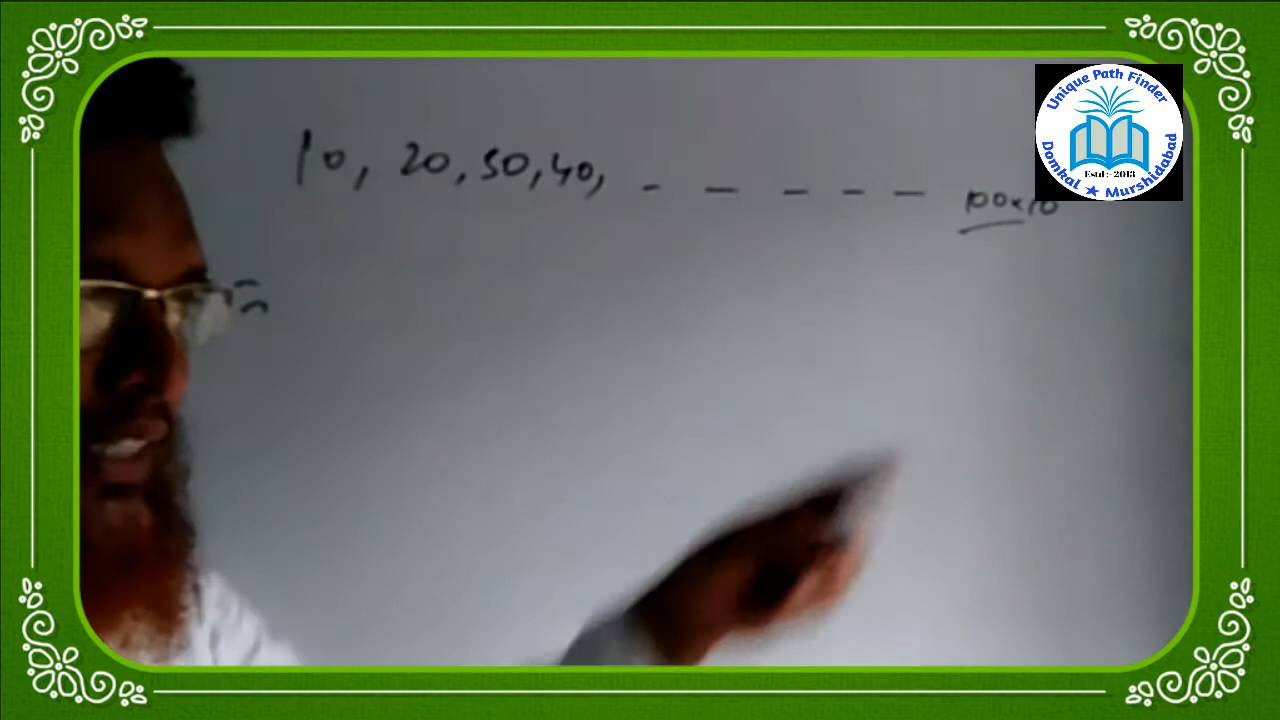 10, 20, 30, 40, - - - - - 100×10
Unique Path Finder
Estd :- 2013
Domkal ★ Murshidabad